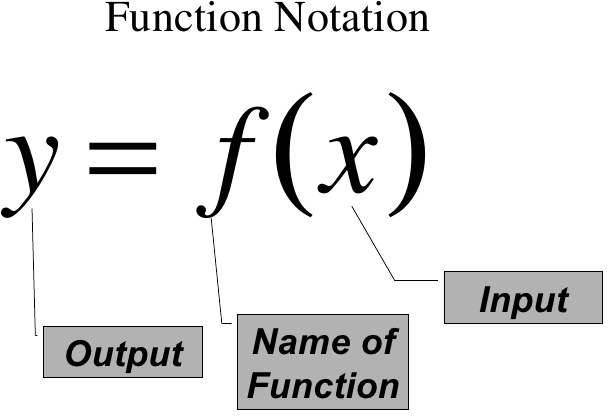 Function Notation
y = f(x)
Input
Output
Name of
Function